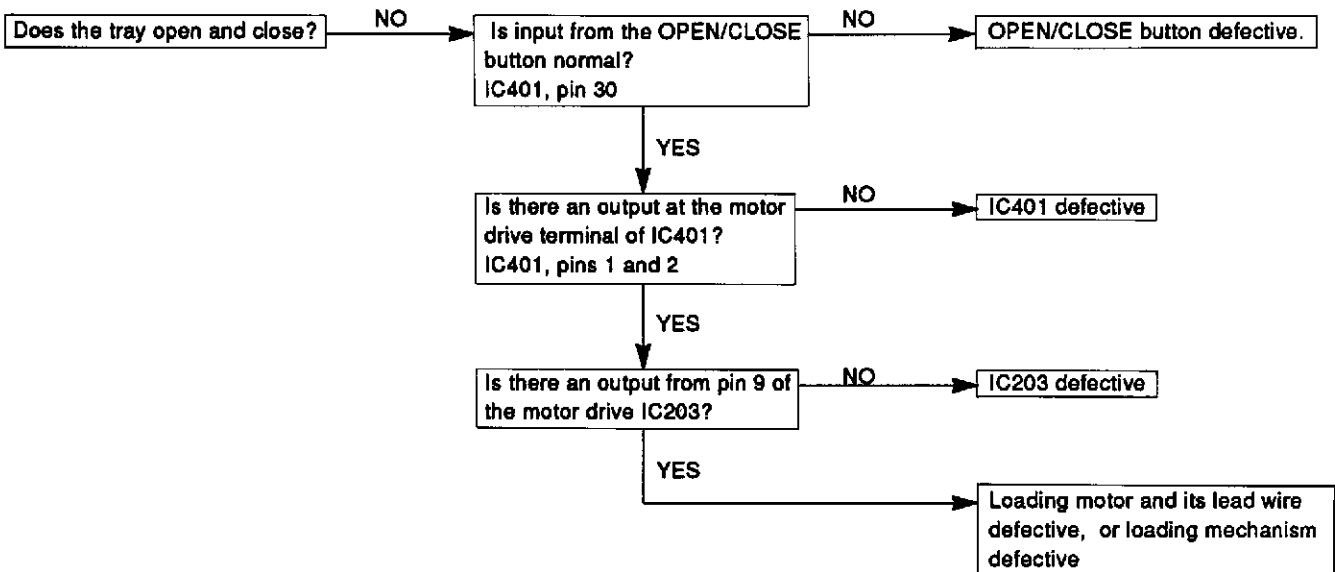 Does the tray open and close?
NO
Is input from the OPEN/CLOSE
button normal?
IC401, pin 30
NO
OPEN/CLOSE button defective.
YES
Is there an output at the motor
drive terminal of IC401?
IC401, pins 1 and 2
NO
IC401 defective
YES
Is there an output from pin 9 of
the motor drive IC203?
NO
IC203 defective
YES
Loading motor and its lead wire
defective, or loading mechanism
defective